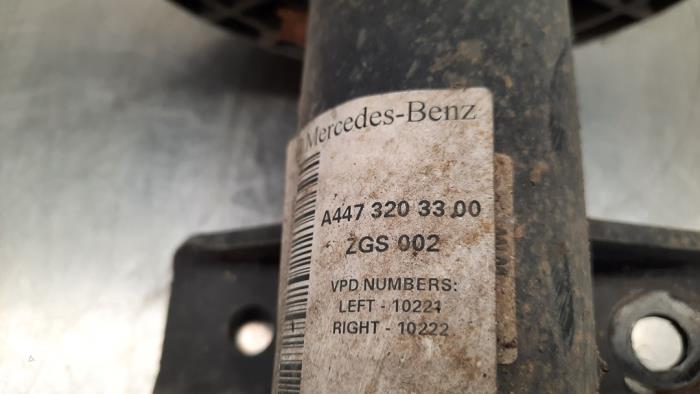 Mercedes-Benz
A447 320 33 00
ZGS 002
VPD NUMBERS:
LEFT - 10221
RIGHT - 10222